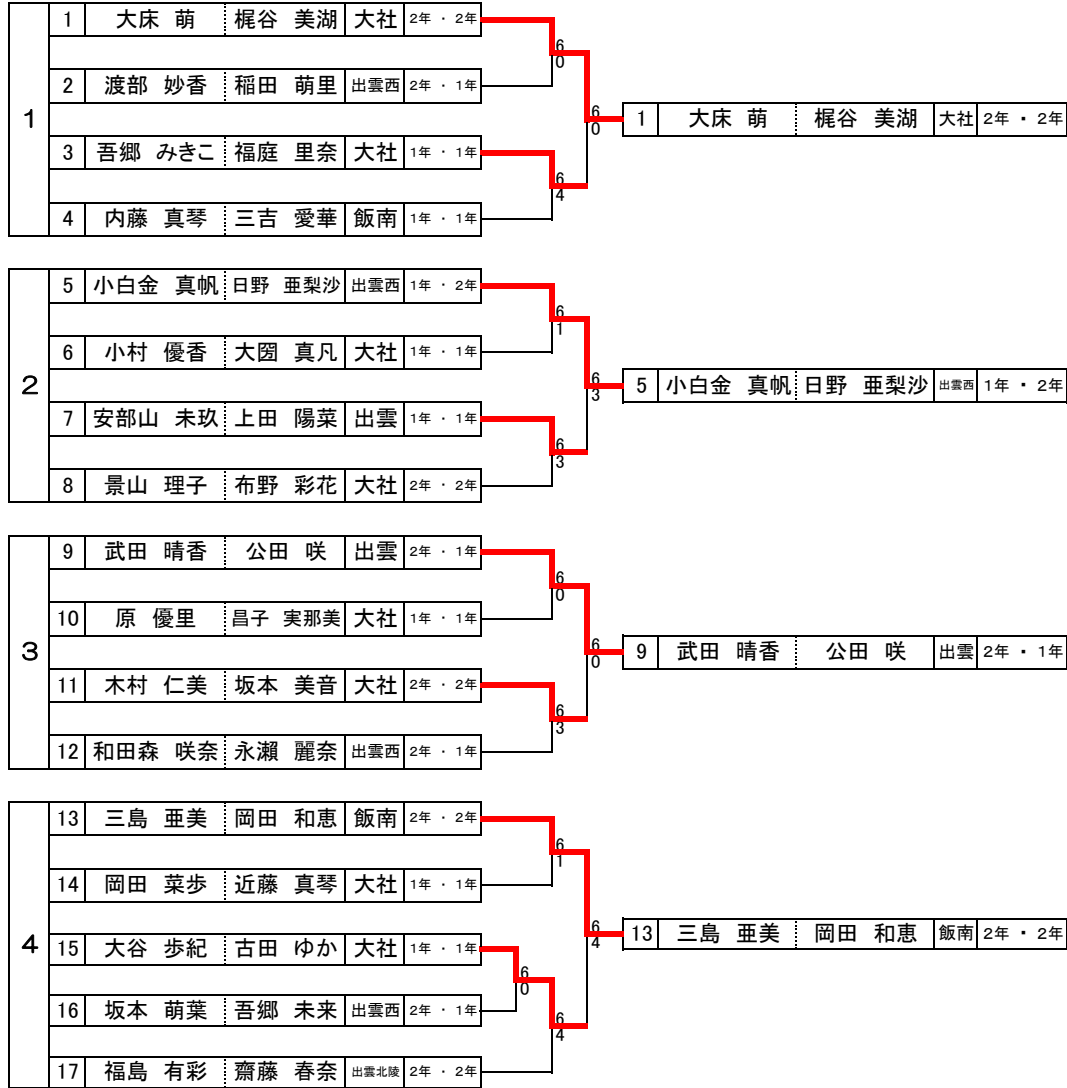 1 大床 萌 梶谷 美湖 大社 2年 ・ 2年
6 0
2 渡部 妙香 稲田 萌里 出雲西 2年 ・ 1年
1
6 0
1 大床 萌 梶谷 美湖 大社 2年 ・ 2年
3 吾郷 みきこ 福庭 里奈 大社 1年 ・ 1年
6 4
4 内藤 真琴 三吉 愛華 飯南 1年 ・ 1年
5 小白金 真帆 日野 亜梨沙 出雲西 1年 ・ 2年
6 1
6 小村 優香 大圀 真凡 大社 1年 ・ 1年
2
6 3
5 小白金 真帆 日野 亜梨沙 出雲西 1年 ・ 2年
7 安部山 未玖 上田 陽菜 出雲 1年 ・ 1年
6 3
8 景山 理子 布野 彩花 大社 2年 ・ 2年
9 武田 晴香 公田 咲 出雲 2年 ・ 1年
6 0
10 原 優里 昌子 実那美 大社 1年 ・ 1年
3
6 0
9 武田 晴香 公田 咲 出雲 2年 ・ 1年
11 木村 仁美 坂本 美音 大社 2年 ・ 2年
6 3
12 和田森 咲奈 永瀨 麗奈 出雲西 2年 ・ 1年
13 三島 亜美 岡田 和恵 飯南 2年 ・ 2年
6 1
14 岡田 菜歩 近藤 真琴 大社 1年 ・ 1年
4
6 4
13 三島 亜美 岡田 和恵 飯南 2年 ・ 2年
15 大谷 歩紀 古田 ゆか 大社 1年 ・ 1年
6 0
16 坂本 萌葉 吾郷 未来 出雲西 2年 ・ 1年
6 4
17 福島 有彩 齋藤 春奈 出雲北陵 2年 ・ 2年